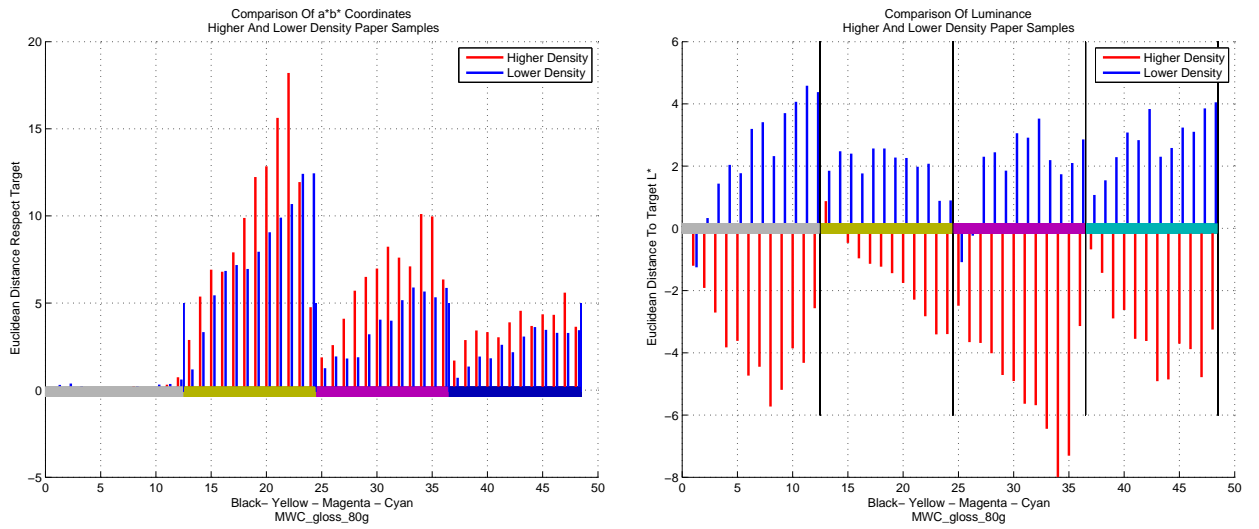 Comparison Of a*b* Coordinates
Higher And Lower Density Paper Samples
Higher Density
Lower Density
Euclidean Distance Respect Target
20
15
10
5
0
−5
0 5 10 15 20 25 30 35 40 45 50
Black− Yellow − Magenta − Cyan
MWC_gloss_80g
Comparison Of Luminance
Higher And Lower Density Paper Samples
Higher Density
Lower Density
Euclidean Distance To Target L*
6
4
2
0
−2
−4
−6
−8
0 5 10 15 20 25 30 35 40 45 50
Black− Yellow − Magenta − Cyan
MWC_gloss_80g